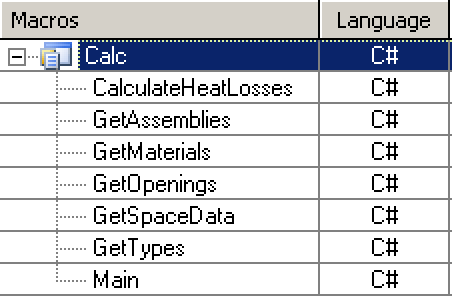 Macros Language
Calc C#
CalculateHeatLosses C#
GetAssemblies C#
GetMaterials C#
GetOpenings C#
GetSpaceData C#
GetTypes C#
Main C#